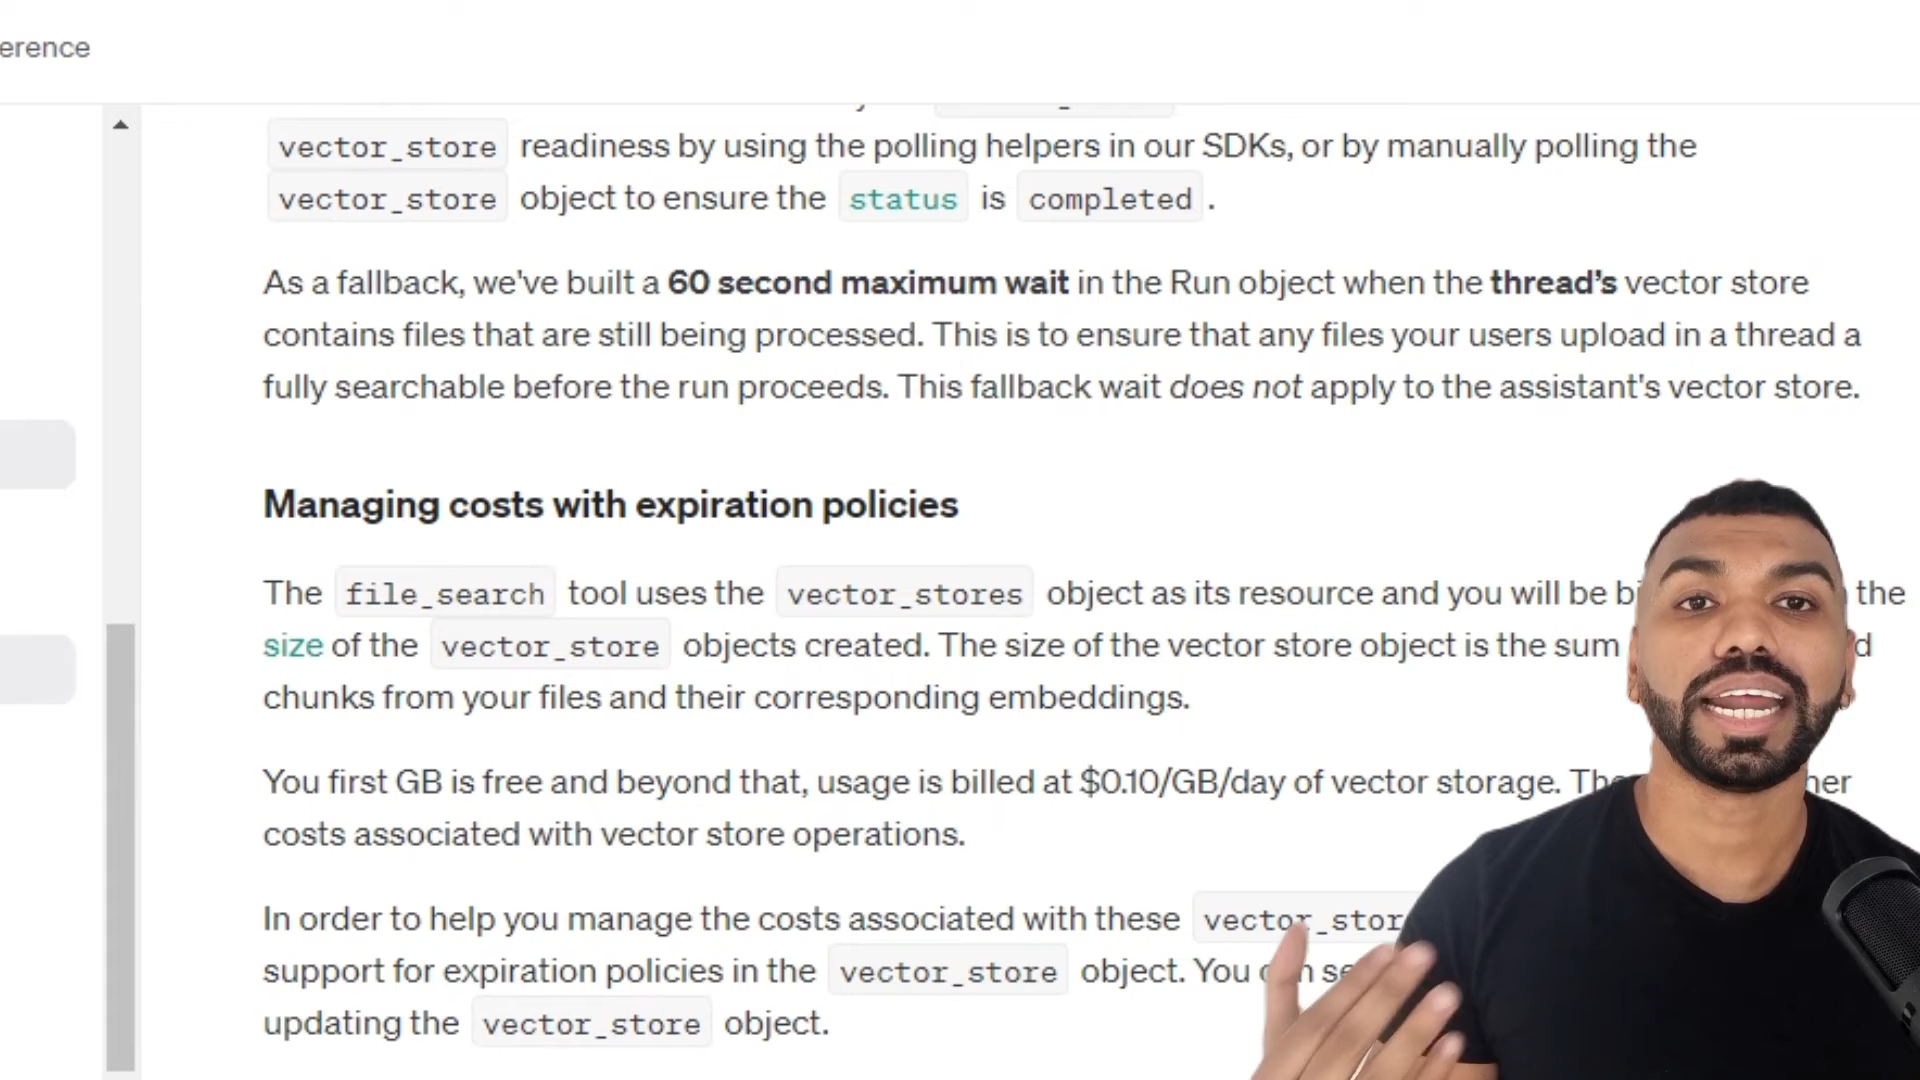 erence
vector_store readiness by using the polling helpers in our SDKs, or by manually polling the
vector_store object to ensure the status is completed .
As a fallback, we've built a 60 second maximum wait in the Run object when the thread's vector store
contains files that are still being processed. This is to ensure that any files your users upload in a thread a
fully searchable before the run proceeds. This fallback wait does not apply to the assistant's vector store.
Managing costs with expiration policies
The file_search tool uses the vector_stores object as its resource and you will be the
size of the vector_store objects created. The size of the vector store object is the sum
chunks from your files and their corresponding embeddings.
You first GB is free and beyond that, usage is billed at $0.10/GB/day of vector storage.
costs associated with vector store operations.
In order to help you manage the costs associated with these vector_stor
support for expiration policies in the vector_store object. You
updating the vector_store object.